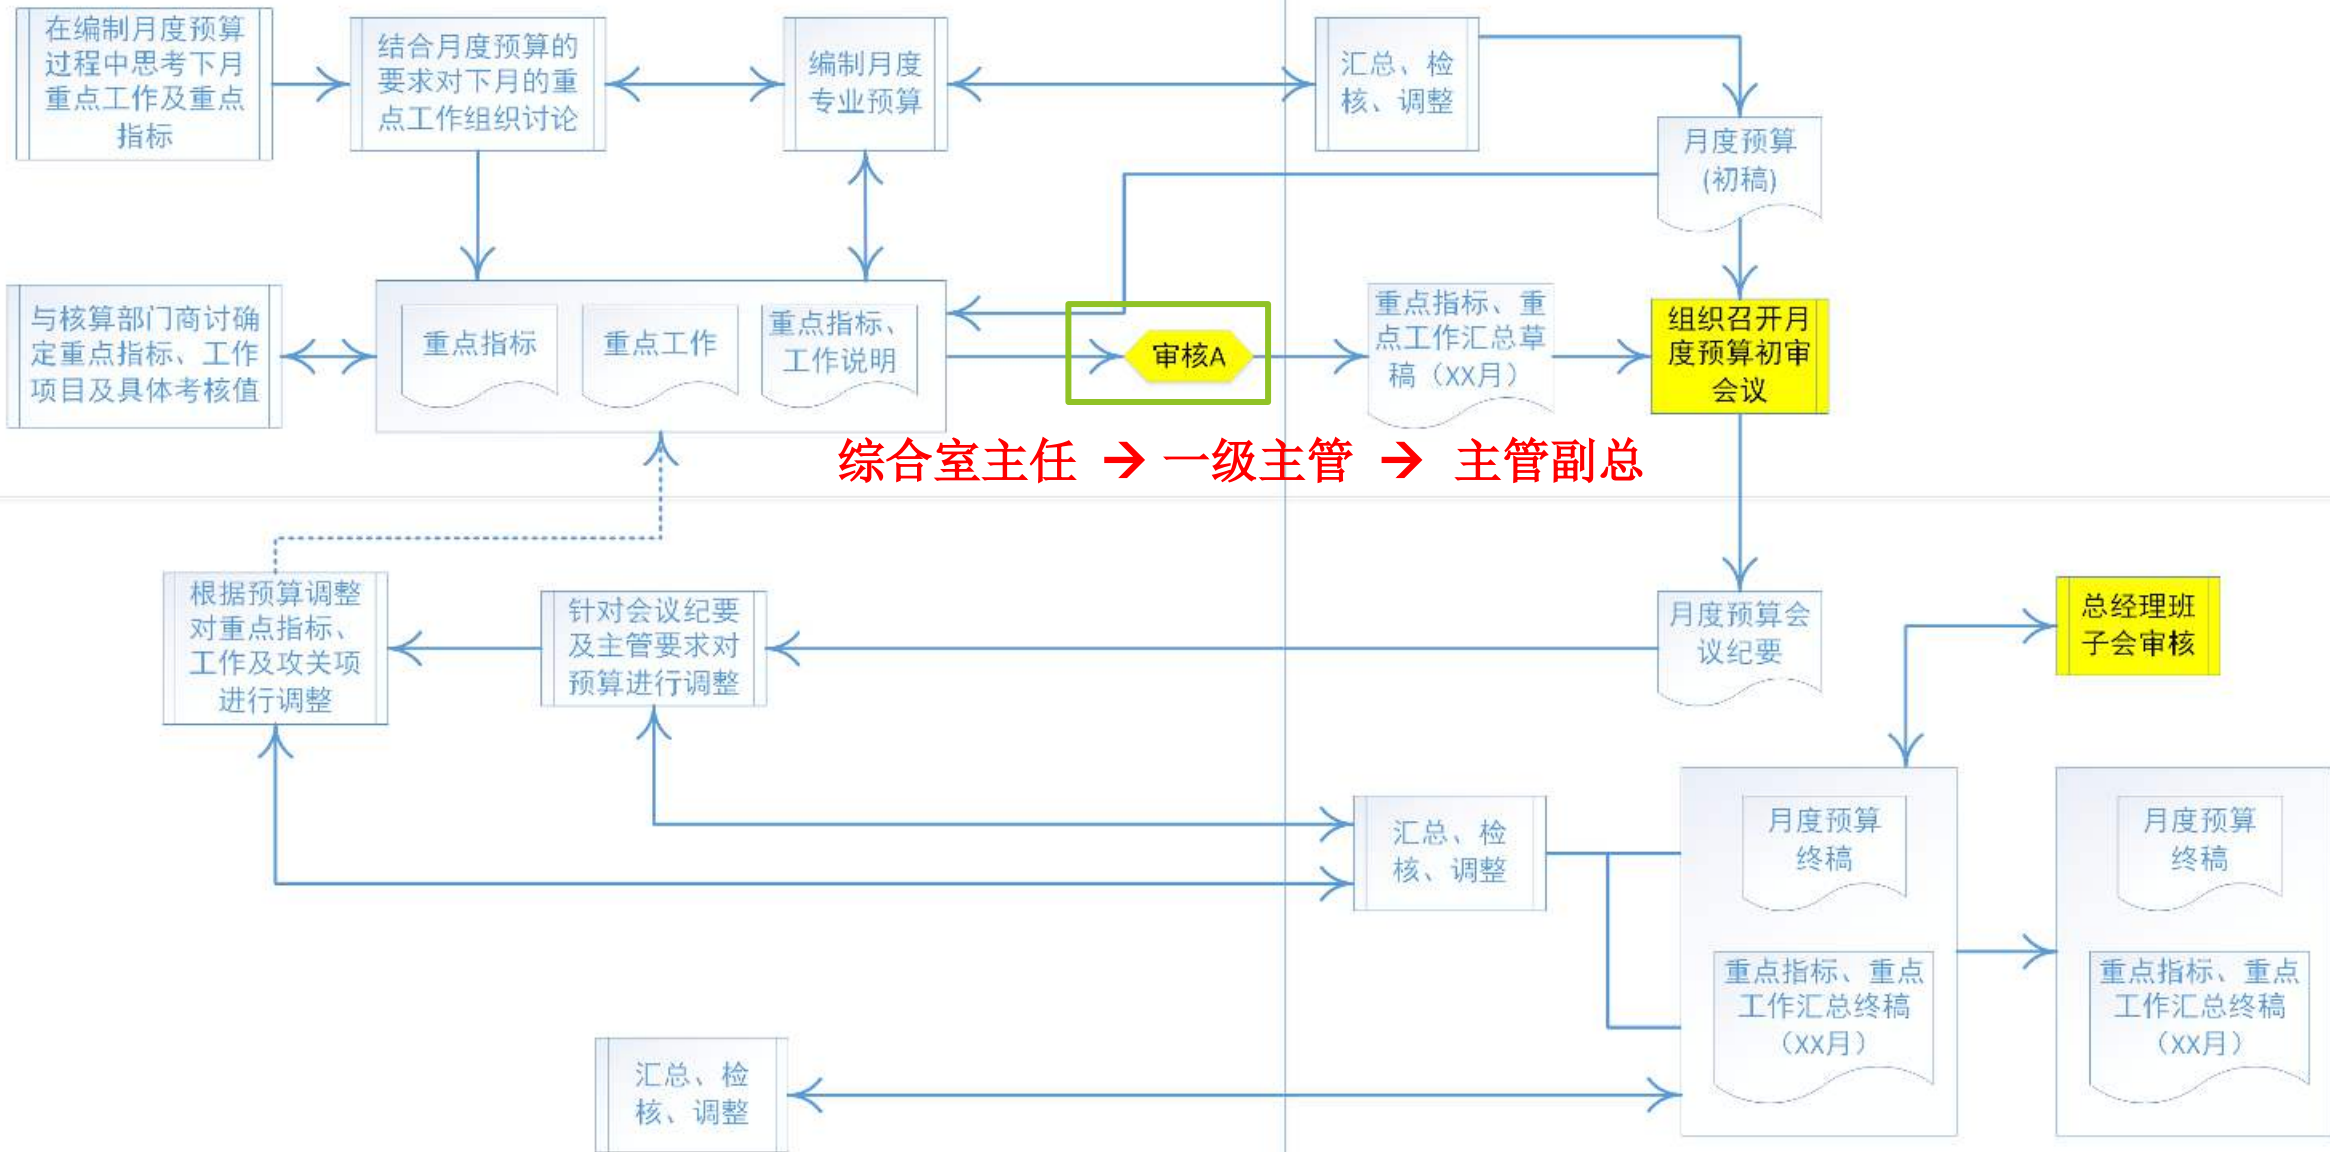 在编制月度预算
过程中思考下月
重点工作及重点
指标
结合月度预算的
要求对下月的重
点工作组织讨论
编制月度
专业预算
汇总、检
核、调整
月度预算
(初稿)
与核算部门商讨确
定重点指标、工作
项目及具体考核值
重点指标
重点工作
重点指标、
工作说明
审核A
重点指标、重
点工作汇总草
稿（XX月）
组织召开月
度预算初审
会议
综合室主任 → 一级主管 → 主管副总
根据预算调整
对重点指标、
工作及攻关项
进行调整
针对会议纪要
及主管要求对
预算进行调整
月度预算会
议纪要
总经理班
子会审核
汇总、检
核、调整
月度预算
终稿
重点指标、重点
工作汇总终稿
（XX月）
月度预算
终稿
重点指标、重点
工作汇总终稿
（XX月）
汇总、检
核、调整